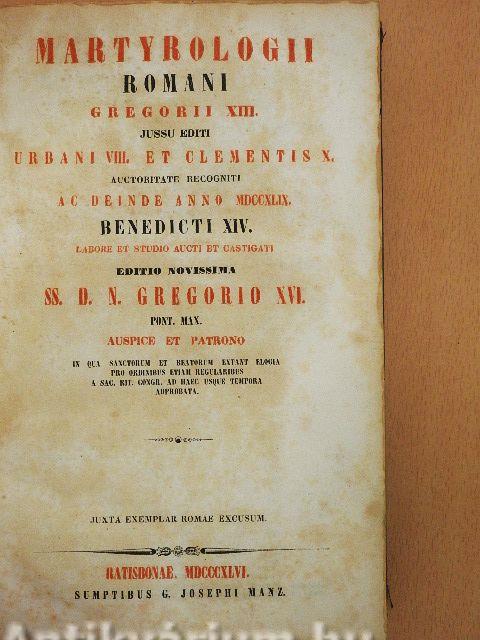 MARTYROLOGII
ROMANI
GREGORII XIII.
JUSSU EDITI
URBANI VIII. ET CLEMENTIS X.
AUCTORITATE RECOGNITI
AC DEINDE ANNO MDCCXLIX.
BENEDICTI XIV.
LABORE ET STUDIO AUCTI ET CASTIGATI
EDITIO NOVISSIMA
SS. D. N. GREGORIO XVI.
PONT. MAX.
AUSPICE ET PATRONO
IN QUA SANCTORUM ET BEATORUM EXTANT ELOGIA
PRO ORDINIBUS ETIAM REGULARIBUS
A SAC. RIT. CONGR. AD HAEC USQUE TEMPORA
ADPROBATA.
JUXTA EXEMPLAR ROMAE EXCUSUM.
RATISBONAE. MDCCCXLVI.
SUMPTIBUS G. JOSEPHI MANZ.
Antikvárium.hu